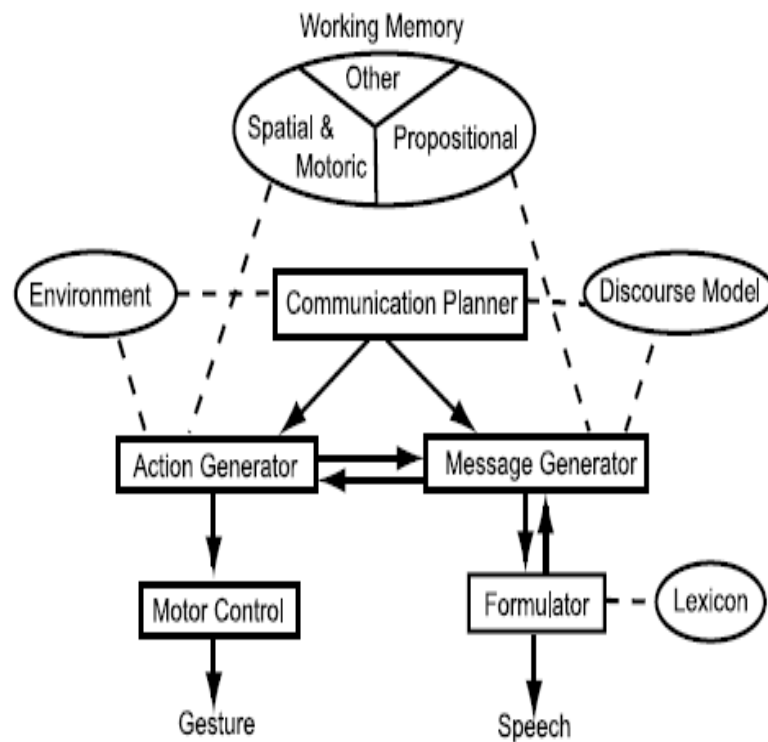 Working Memory
Other
Spatial &
Motoric
Propositional
Environment
Communication Planner
Discourse Model
Action Generator
Message Generator
Motor Control
Formulator
Lexicon
Gesture
Speech